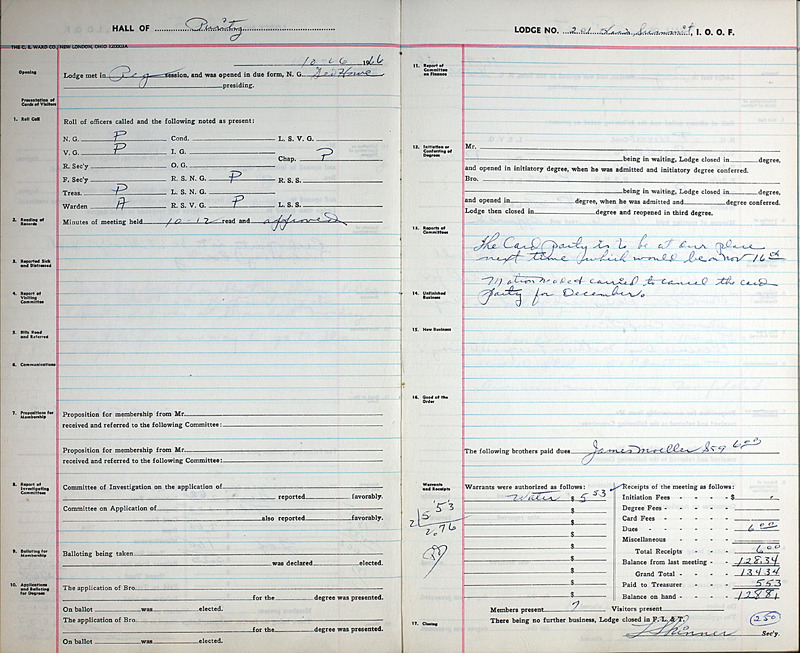 HALL OF Purity
THE C. E. WARD CO., NEW LONDON, OHIO
10-26 1966
Opening
Lodge met in Reg session, and was opened in due form, N. G. Geo Howe
presiding.
Presentation of Cards of Visitors
1. Roll Call
Roll of officers called and the following noted as present:
N. G. P Cond. L. S. V. G.
V. G. P I. G. Chap. P
R. Sec'y O. G.
F. Sec'y R. S. N. G. P R. S. S.
Treas. P L. S. N. G.
Warden A R. S. V. G. P L. S. S.
2. Reading of Records
Minutes of meeting held 10-12 read and approved
3. Reported Sick and Distressed
4. Report of Visiting Committee
5. Bills Read and Referred
6. Communications
7. Propositions for Membership
Proposition for membership from Mr.
received and referred to the following Committee:
Proposition for membership from Mr.
received and referred to the following Committee:
8. Report of Investigating Committees
Committee of Investigation on the application of
reported favorably.
Committee on Application of
also reported favorably.
9. Balloting for Membership
Balloting being taken
was declared elected.
10. Applications and Balloting for Degrees
The application of Bro.
for the degree was presented.
On ballot was elected.
The application of Bro.
for the degree was presented.
On ballot was elected.
LODGE NO. 201 Lee's Summit, I. O. O. F.
11. Report of Committee on Finance
12. Initiation or Conferring of Degrees
Mr.
being in waiting, Lodge closed in degree,
and opened in initiatory degree, when he was admitted and initiatory degree conferred.
Bro.
being in waiting, Lodge closed in degree,
and opened in degree, when he was admitted and degree conferred.
Lodge then closed in degree and reopened in third degree.
13. Reports of Committees
The Card party is to be at our place
next time which would be Nov 16th
Motion made & carried to cancel the card
party for December.
14. Unfinished Business
15. New Business
16. Good of the Order
The following brothers paid dues James Moeller 6.00
Warrants and Receipts
Warrants were authorized as follows:
Water $ 5 53
$
$
$
$
$
$
$
$
2 5 53
2.76
Receipts of the meeting as follows:
Initiation Fees $
Degree Fees
Card Fees
Dues 6 00
Miscellaneous
Total Receipts 6 00
Balance from last meeting 128.34
Grand Total 134 34
Paid to Treasurer 5 53
Balance on hand 128 81
Members present 7 Visitors present
17. Closing
There being no further business, Lodge closed in F. L. & T. 250
L Skinner Sec'y.